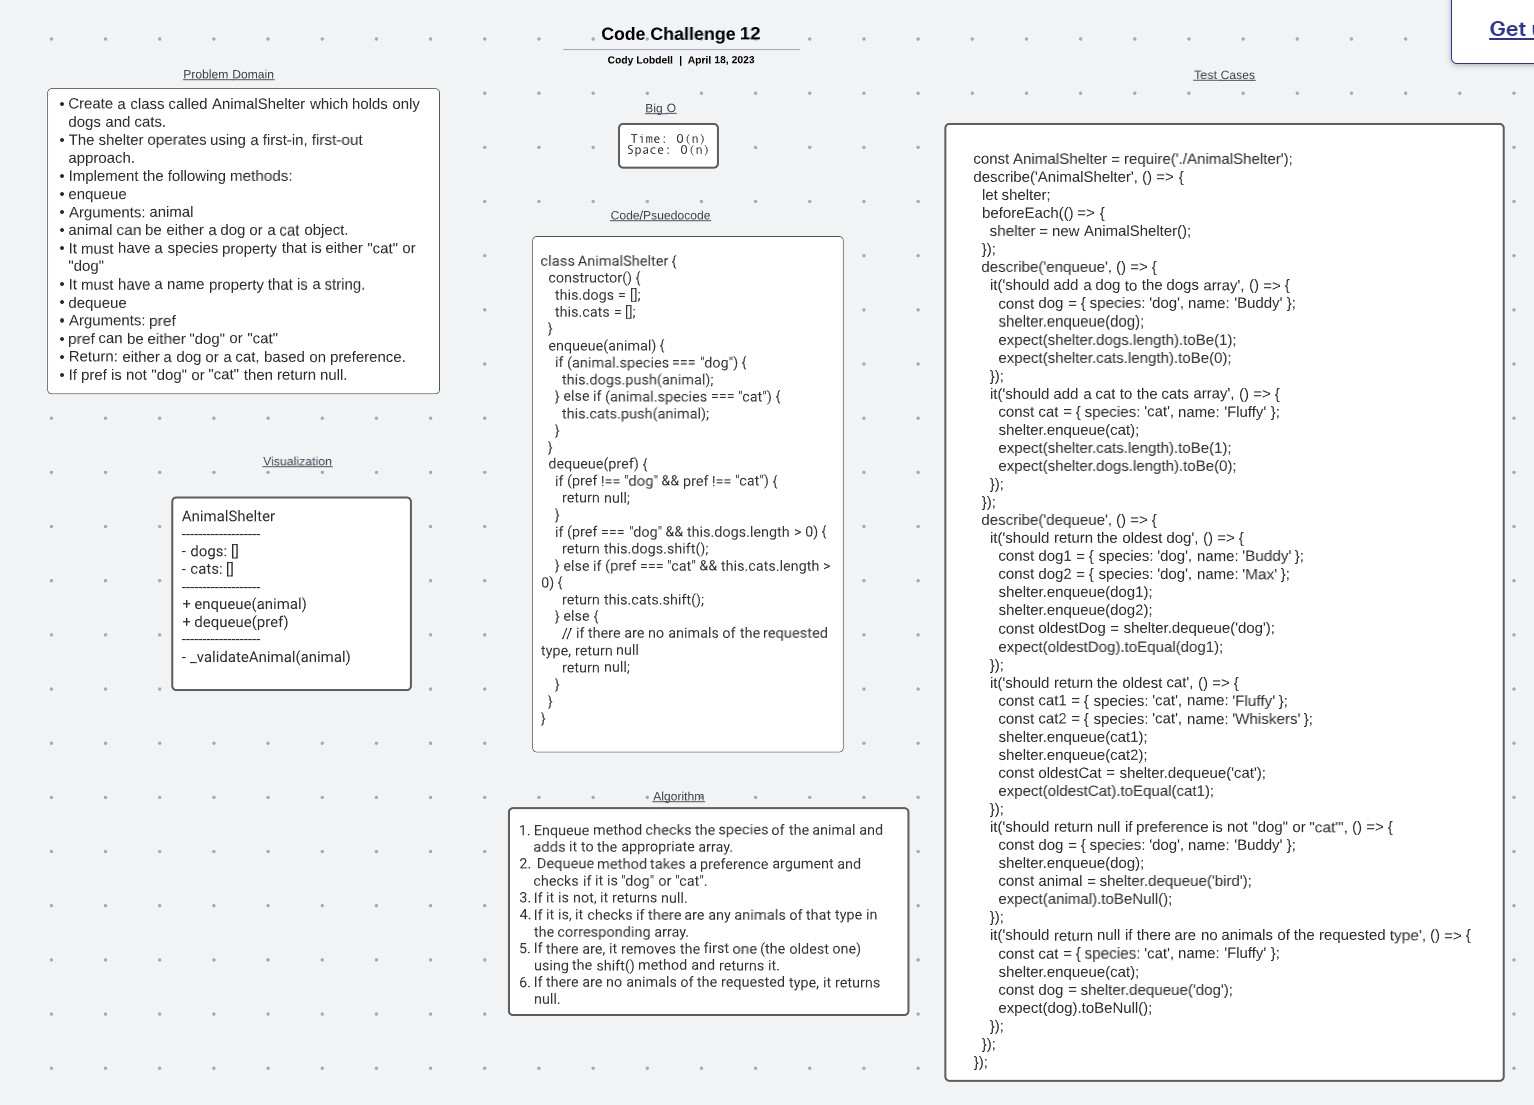 Code Challenge 12
Cody Lobdell | April 18, 2023
Get
Problem Domain
• Create a class called AnimalShelter which holds only
dogs and cats.
• The shelter operates using a first-in, first-out
approach.
• Implement the following methods:
• enqueue
• Arguments: animal
• animal can be either a dog or a cat object.
• It must have a species property that is either "cat" or
"dog"
• It must have a name property that is a string.
• dequeue
• Arguments: pref
• pref can be either "dog" or "cat"
• Return: either a dog or a cat, based on preference.
• If pref is not "dog" or "cat" then return null.
Visualization
AnimalShelter
-------------------
- dogs: []
- cats: []
-------------------
+ enqueue(animal)
+ dequeue(pref)
-------------------
- _validateAnimal(animal)
Big O
Time: O(n)
Space: O(n)
Code/Psuedocode
class AnimalShelter {
constructor() {
this.dogs = [];
this.cats = [];
}
enqueue(animal) {
if (animal.species === "dog") {
this.dogs.push(animal);
} else if (animal.species === "cat") {
this.cats.push(animal);
}
}
dequeue(pref) {
if (pref !== "dog" && pref !== "cat") {
return null;
}
if (pref === "dog" && this.dogs.length > 0) {
return this.dogs.shift();
} else if (pref === "cat" && this.cats.length >
0) {
return this.cats.shift();
} else {
// if there are no animals of the requested
type, return null
return null;
}
}
}
Algorithm
1. Enqueue method checks the species of the animal and
adds it to the appropriate array.
2. Dequeue method takes a preference argument and
checks if it is "dog" or "cat".
3. If it is not, it returns null.
4. If it is, it checks if there are any animals of that type in
the corresponding array.
5. If there are, it removes the first one (the oldest one)
using the shift() method and returns it.
6. If there are no animals of the requested type, it returns
null.
Test Cases
const AnimalShelter = require('./AnimalShelter');
describe('AnimalShelter', () => {
let shelter;
beforeEach(() => {
shelter = new AnimalShelter();
});
describe('enqueue', () => {
it('should add a dog to the dogs array', () => {
const dog = { species: 'dog', name: 'Buddy' };
shelter.enqueue(dog);
expect(shelter.dogs.length).toBe(1);
expect(shelter.cats.length).toBe(0);
});
it('should add a cat to the cats array', () => {
const cat = { species: 'cat', name: 'Fluffy' };
shelter.enqueue(cat);
expect(shelter.cats.length).toBe(1);
expect(shelter.dogs.length).toBe(0);
});
});
describe('dequeue', () => {
it('should return the oldest dog', () => {
const dog1 = { species: 'dog', name: 'Buddy' };
const dog2 = { species: 'dog', name: 'Max' };
shelter.enqueue(dog1);
shelter.enqueue(dog2);
const oldestDog = shelter.dequeue('dog');
expect(oldestDog).toEqual(dog1);
});
it('should return the oldest cat', () => {
const cat1 = { species: 'cat', name: 'Fluffy' };
const cat2 = { species: 'cat', name: 'Whiskers' };
shelter.enqueue(cat1);
shelter.enqueue(cat2);
const oldestCat = shelter.dequeue('cat');
expect(oldestCat).toEqual(cat1);
});
it('should return null if preference is not "dog" or "cat"', () => {
const dog = { species: 'dog', name: 'Buddy' };
shelter.enqueue(dog);
const animal = shelter.dequeue('bird');
expect(animal).toBeNull();
});
it('should return null if there are no animals of the requested type', () => {
const cat = { species: 'cat', name: 'Fluffy' };
shelter.enqueue(cat);
const dog = shelter.dequeue('dog');
expect(dog).toBeNull();
});
});
});